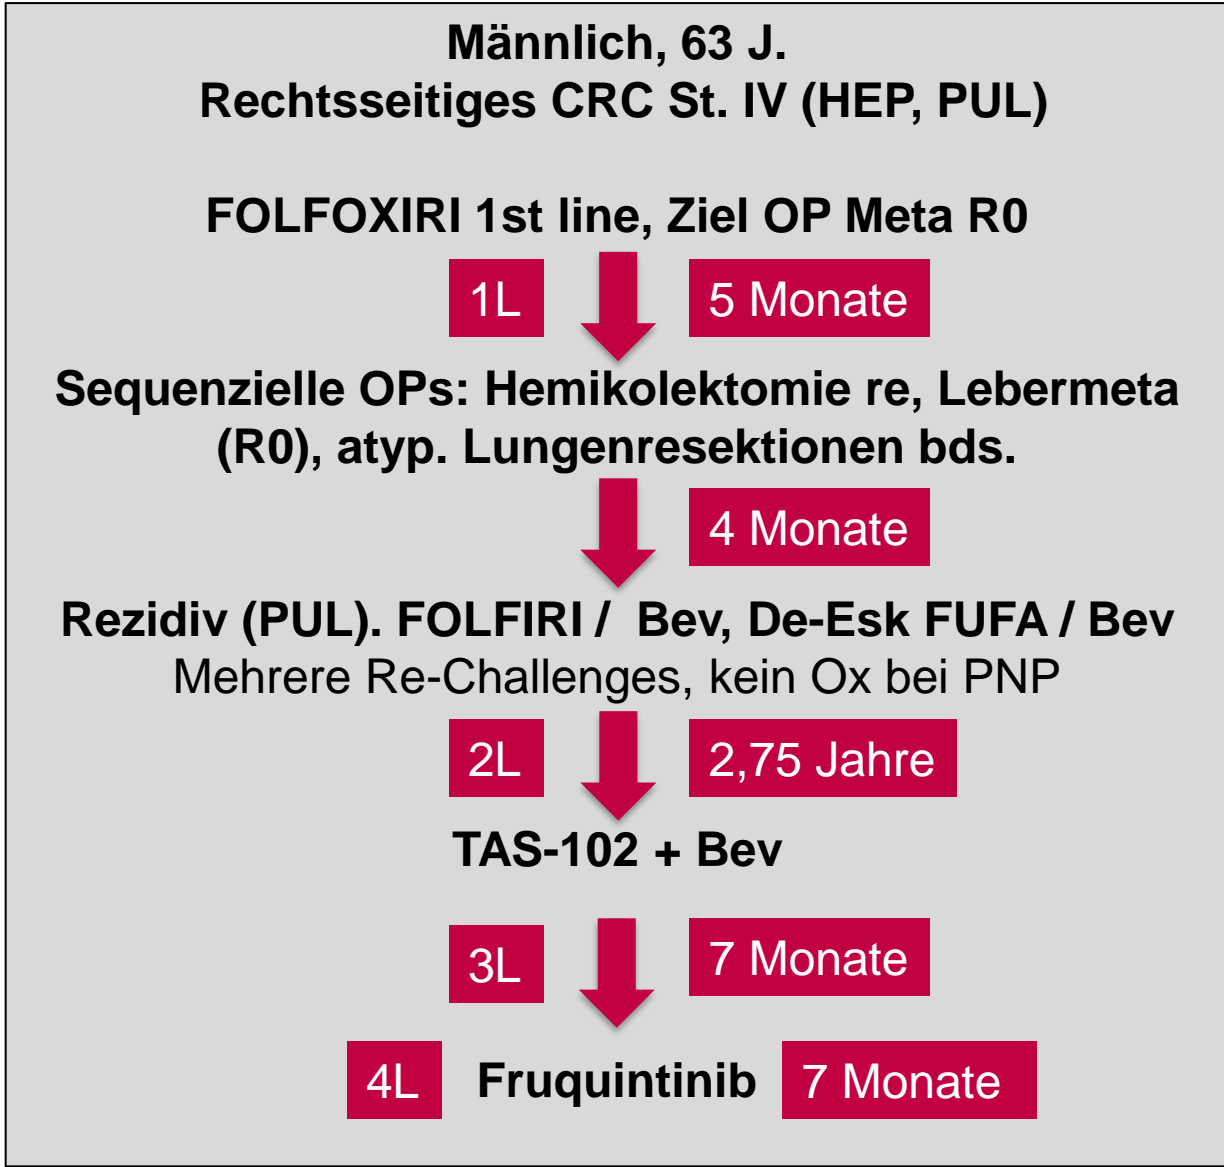 Männlich, 63 J.
Rechtsseitiges CRC St. IV (HEP, PUL)
FOLFOXIRI 1st line, Ziel OP Meta R0
1L 5 Monate
Sequenzielle OPs: Hemikolektomie re, Lebermeta
(R0), atyp. Lungenresektionen bds.
4 Monate
Rezidiv (PUL). FOLFIRI / Bev, De-Esk FUFA / Bev
Mehrere Re-Challenges, kein Ox bei PNP
2L 2,75 Jahre
TAS-102 + Bev
3L 7 Monate
4L Fruquintinib 7 Monate